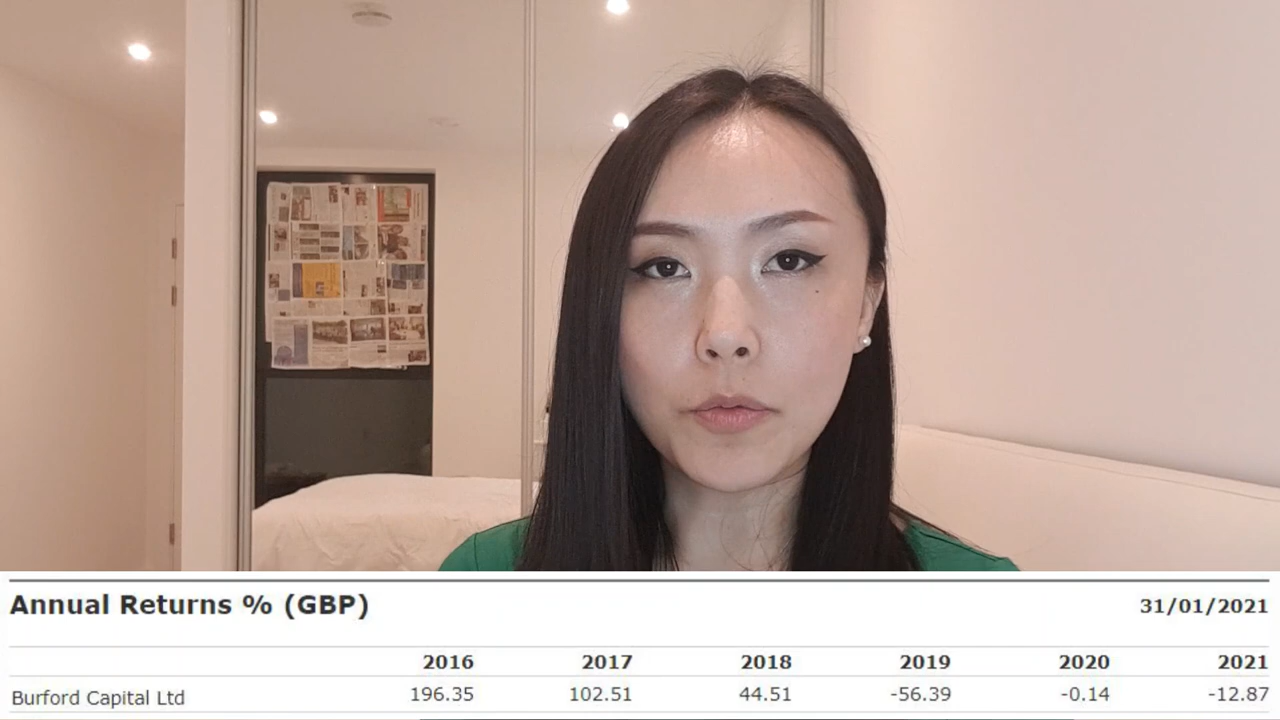 Annual Returns % (GBP) 31/01/2021
2016 2017 2018 2019 2020 2021
Burford Capital Ltd 196.35 102.51 44.51 -56.39 -0.14 -12.87